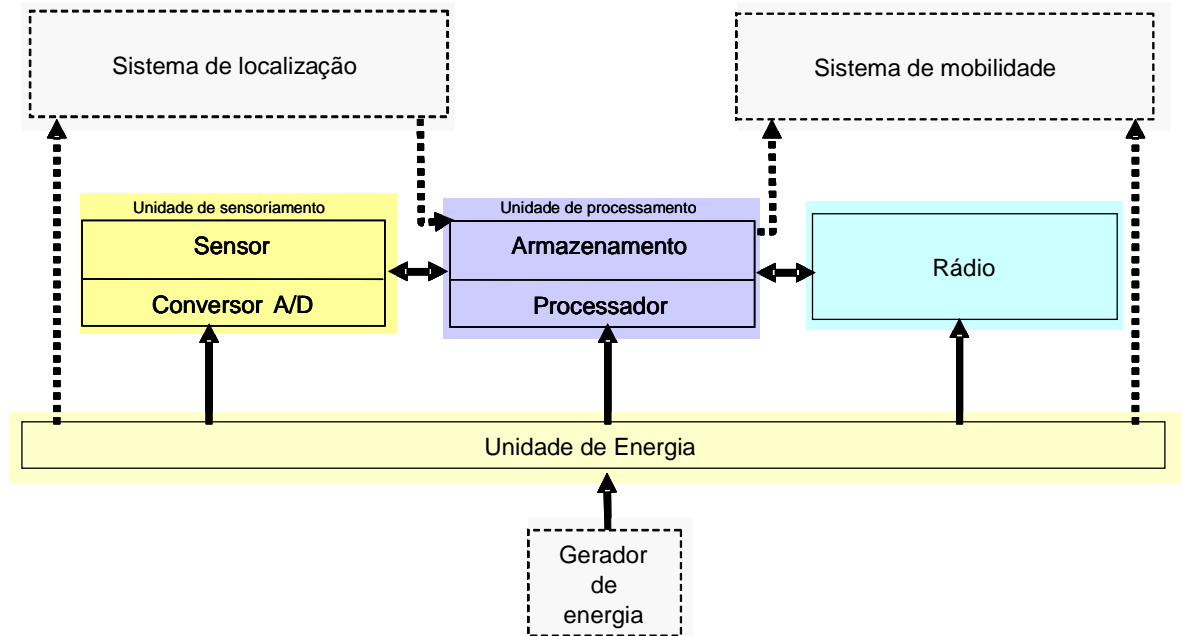 Sistema de localização
Sistema de mobilidade
Unidade de sensoriamento
Sensor
Conversor A/D
Unidade de processamento
Armazenamento
Processador
Rádio
Unidade de Energia
Gerador
de
energia